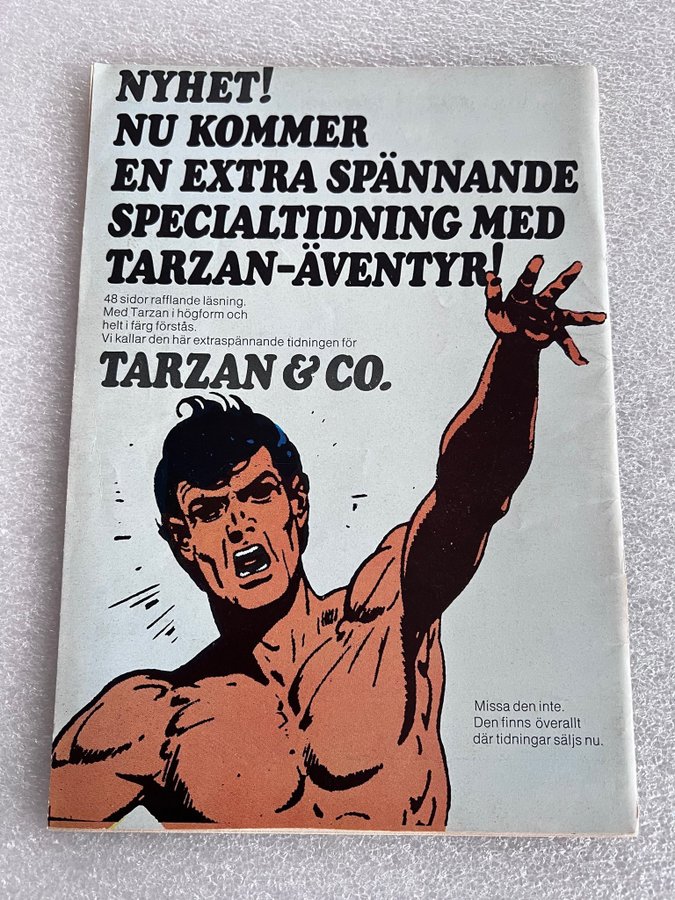 NYHET!
NU KOMMER
EN EXTRA SPÄNNANDE
SPECIALTIDNING MED
TARZAN-ÄVENTYR!
48 sidor rafflande läsning.
Med Tarzan i högform och
helt i färg förstås.
Vi kallar den här extraspännande tidningen för
TARZAN & CO.
Missa den inte.
Den finns överallt
där tidningar säljs nu.